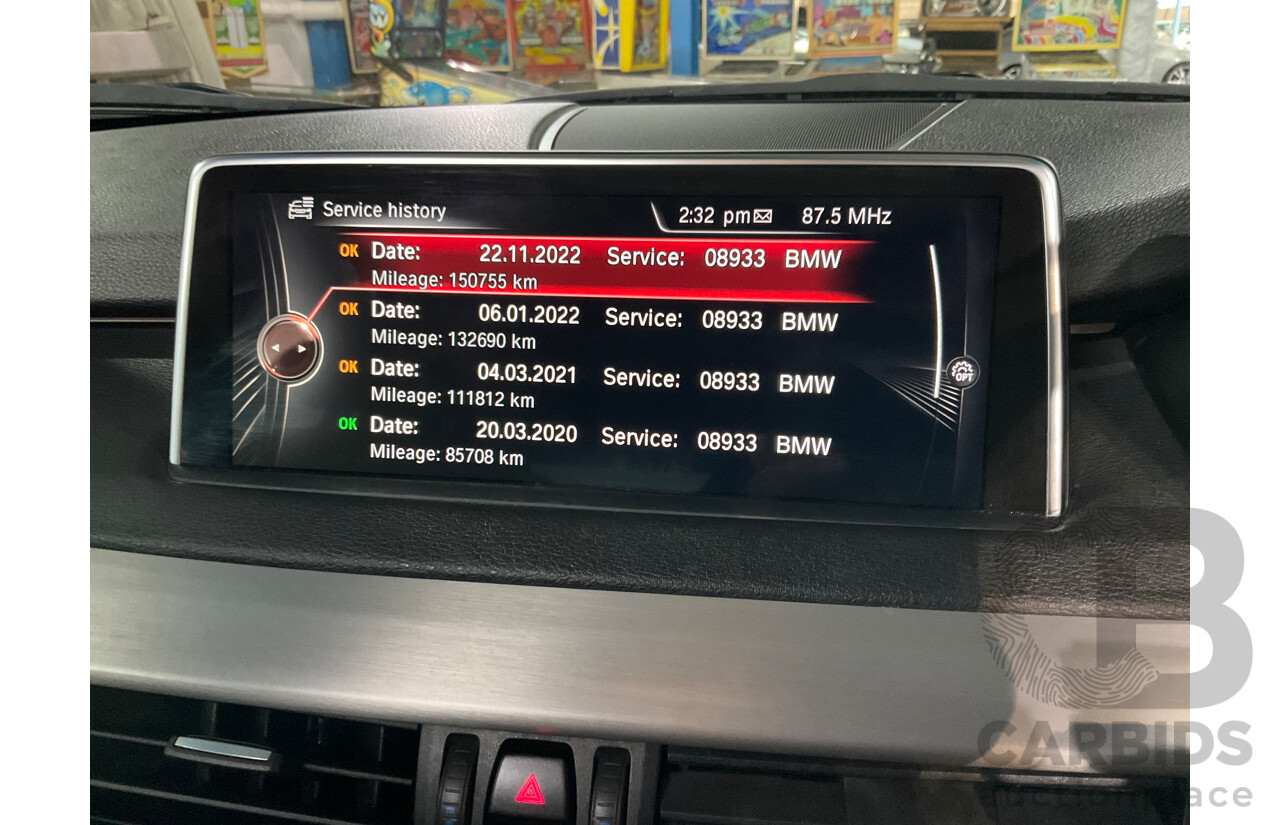 Service history
2:32 pm 87.5 MHz
OK Date: 22.11.2022 Service: 08933 BMW
Mileage: 150755 km
OK Date: 06.01.2022 Service: 08933 BMW
Mileage: 132690 km
OK Date: 04.03.2021 Service: 08933 BMW
Mileage: 111812 km
OK Date: 20.03.2020 Service: 08933 BMW
Mileage: 85708 km
OPT
CB
CARBIDS